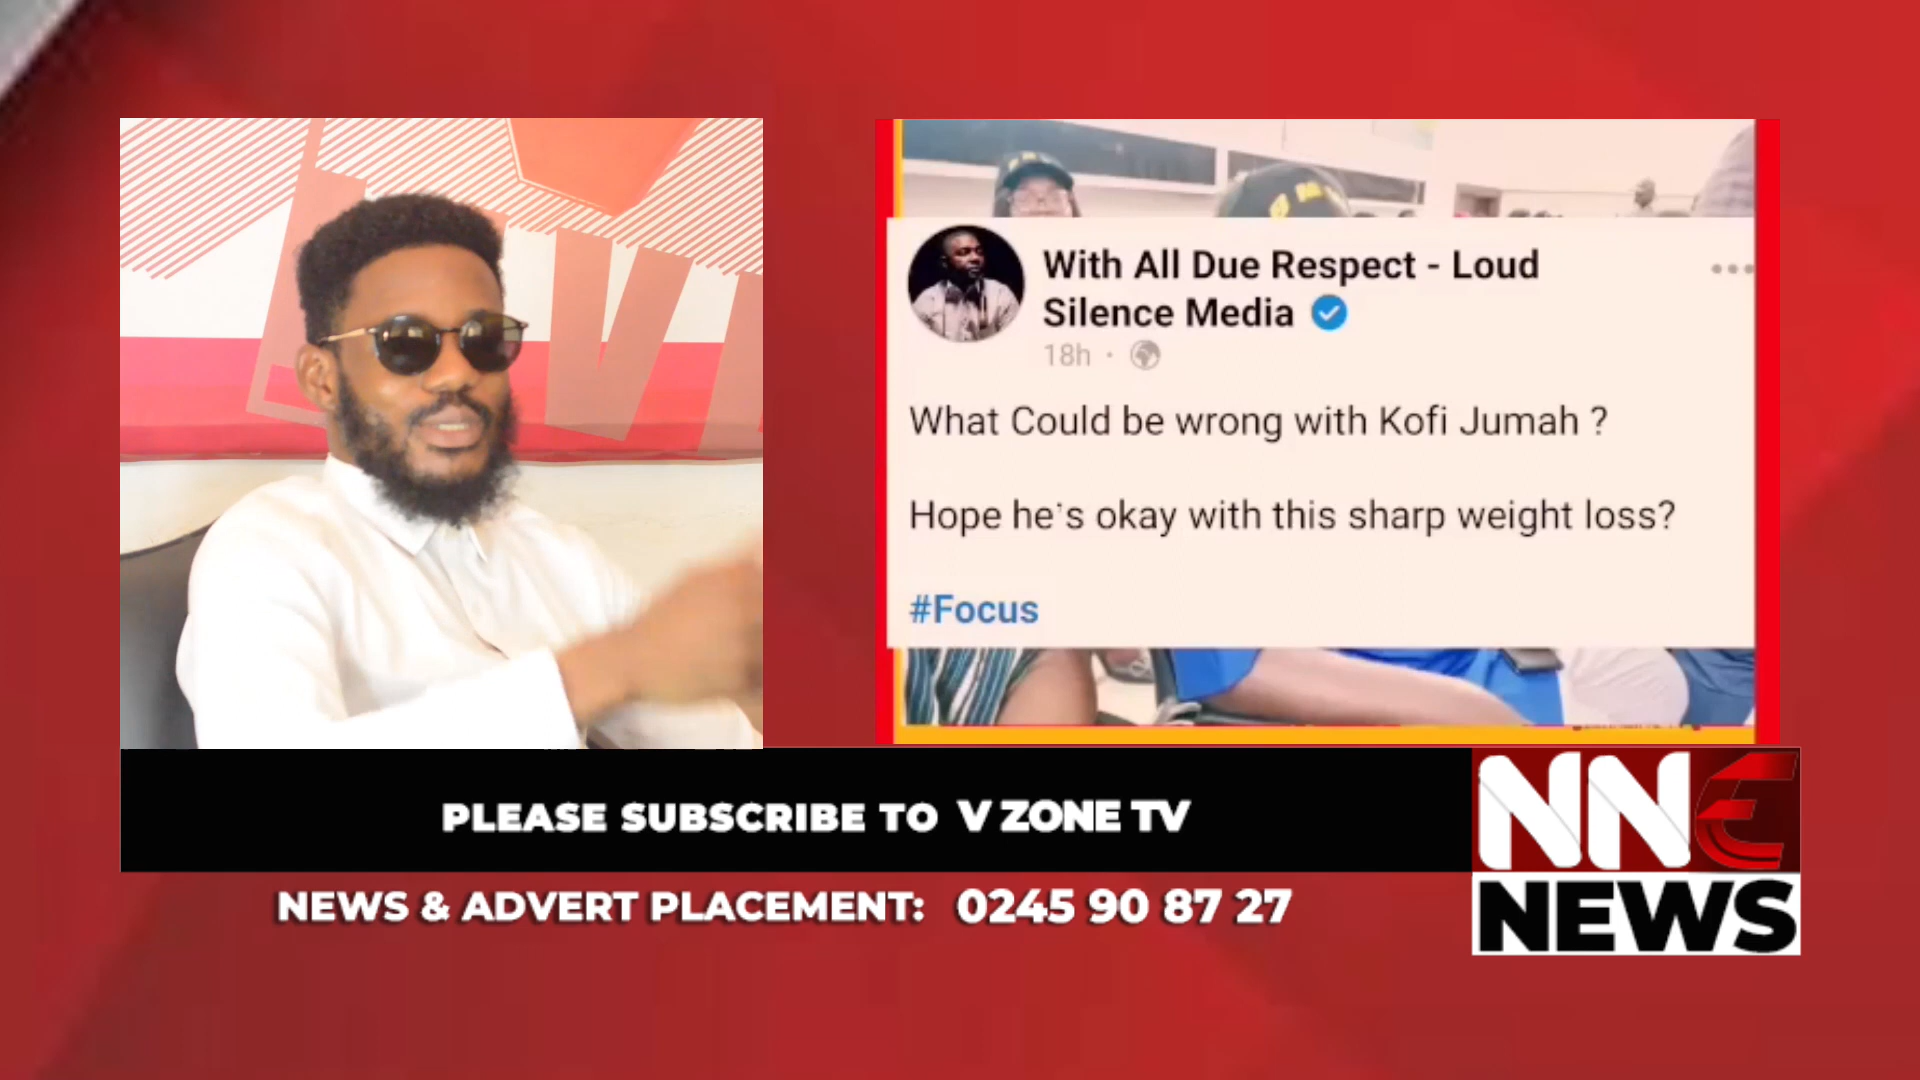 With All Due Respect - Loud
Silence Media
18h ·
What Could be wrong with Kofi Jumah ?
Hope he's okay with this sharp weight loss?
#Focus
PLEASE SUBSCRIBE TO V ZONE TV
NEWS & ADVERT PLACEMENT: 0245 90 87 27
NNE
NEWS